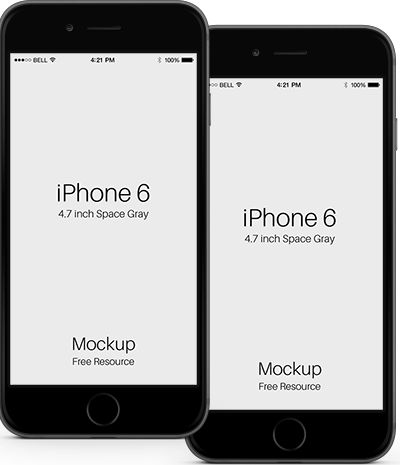 ●●●○○ BELL 4:21 PM 100%
iPhone 6
4.7 inch Space Gray
Mockup
Free Resource
BELL 4:21 PM 100%
iPhone 6
4.7 inch Space Gray
Mockup
Free Resource